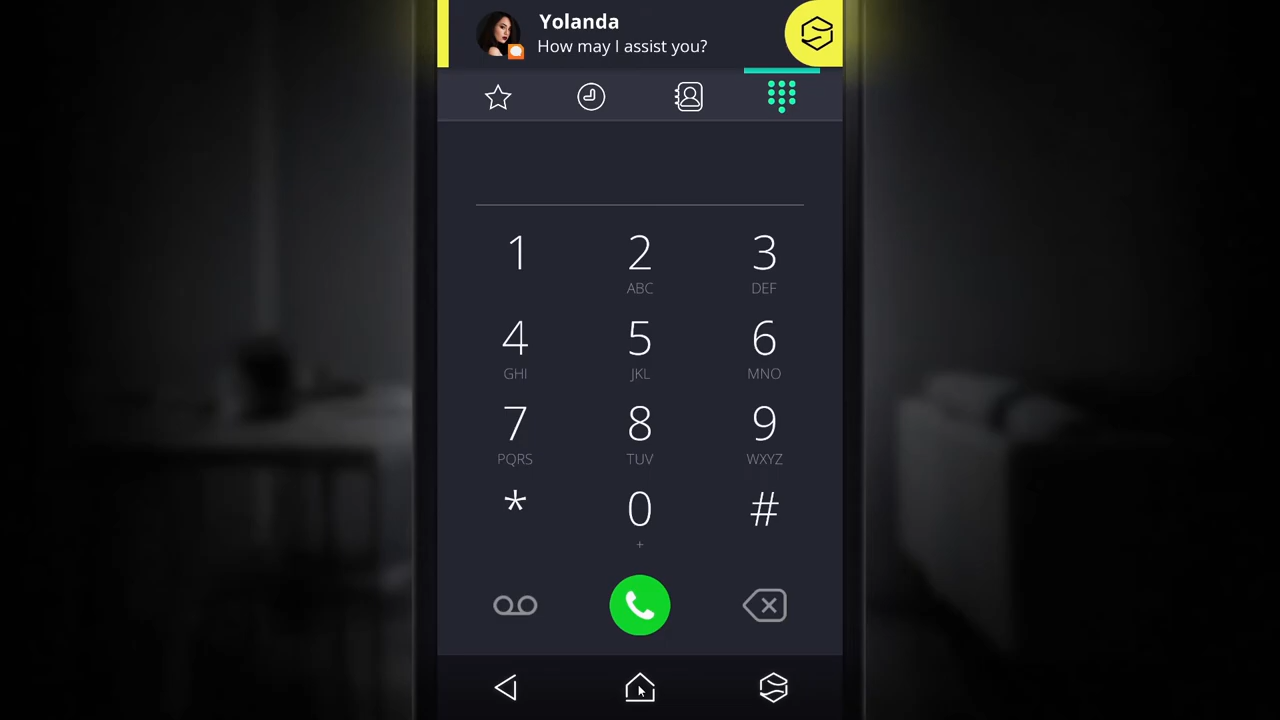 Yolanda
How may I assist you?
1 2 3
ABC DEF
4 5 6
GHI JKL MNO
7 8 9
PQRS TUV WXYZ
* 0 #
+